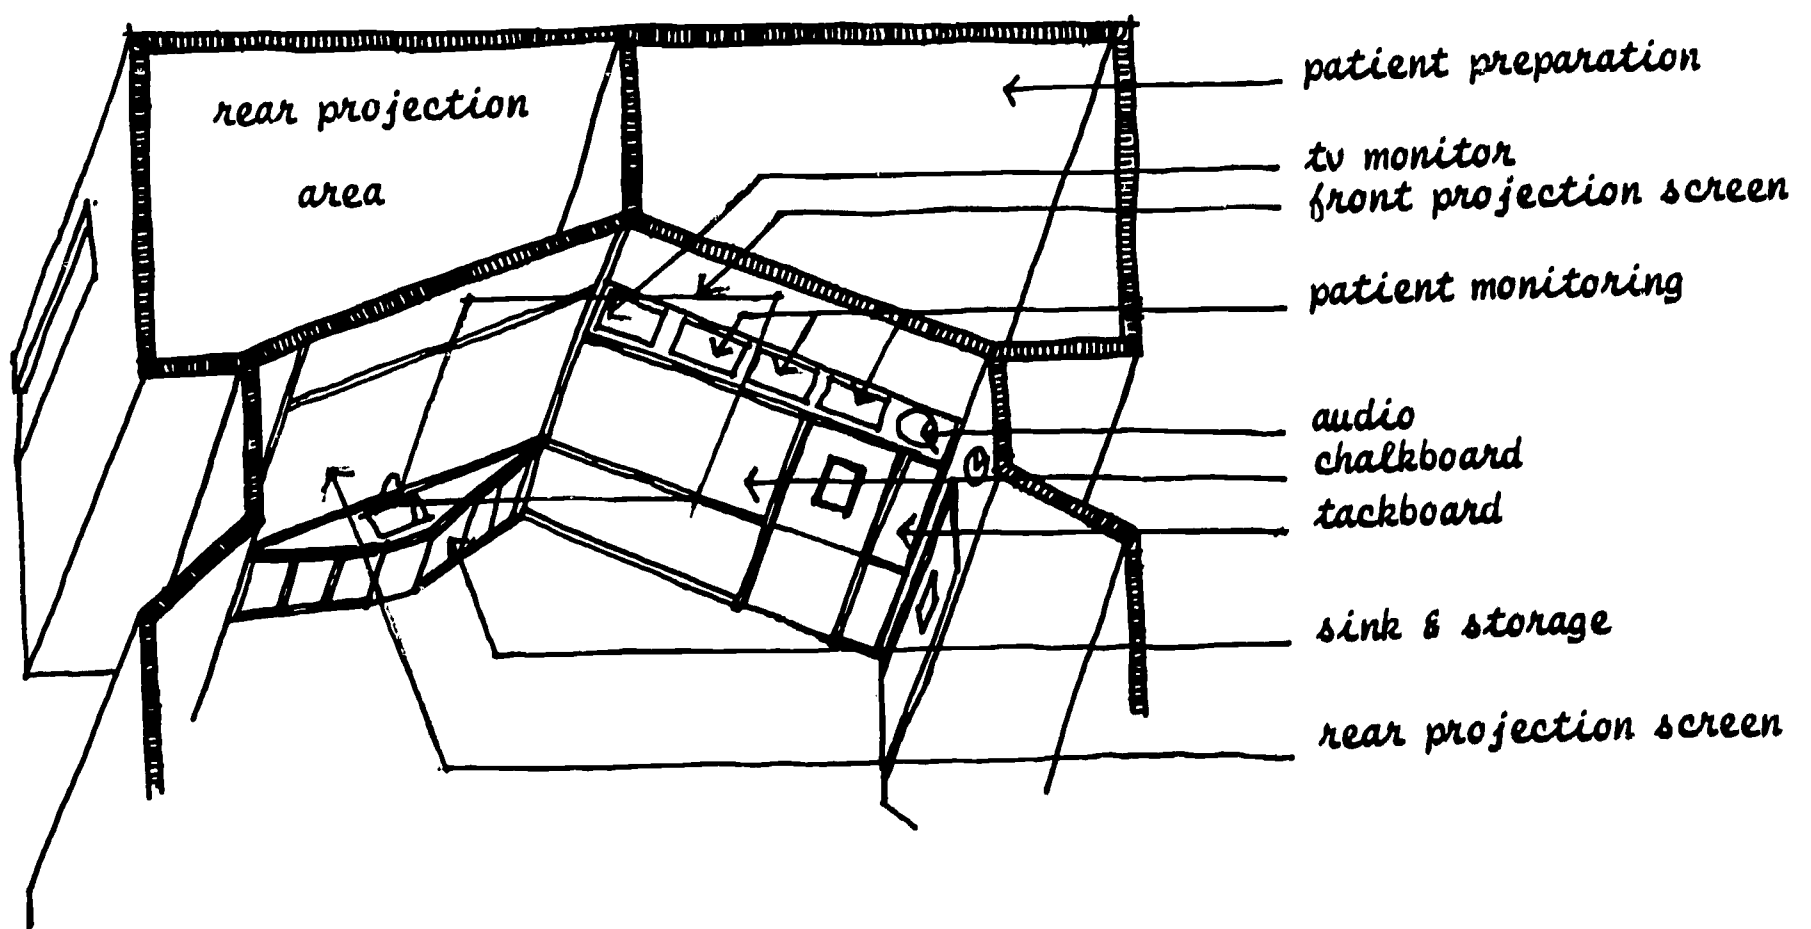 rear projection
area
patient preparation
tv monitor
front projection screen
patient monitoring
audio
chalkboard
tackboard
sink & storage
rear projection screen